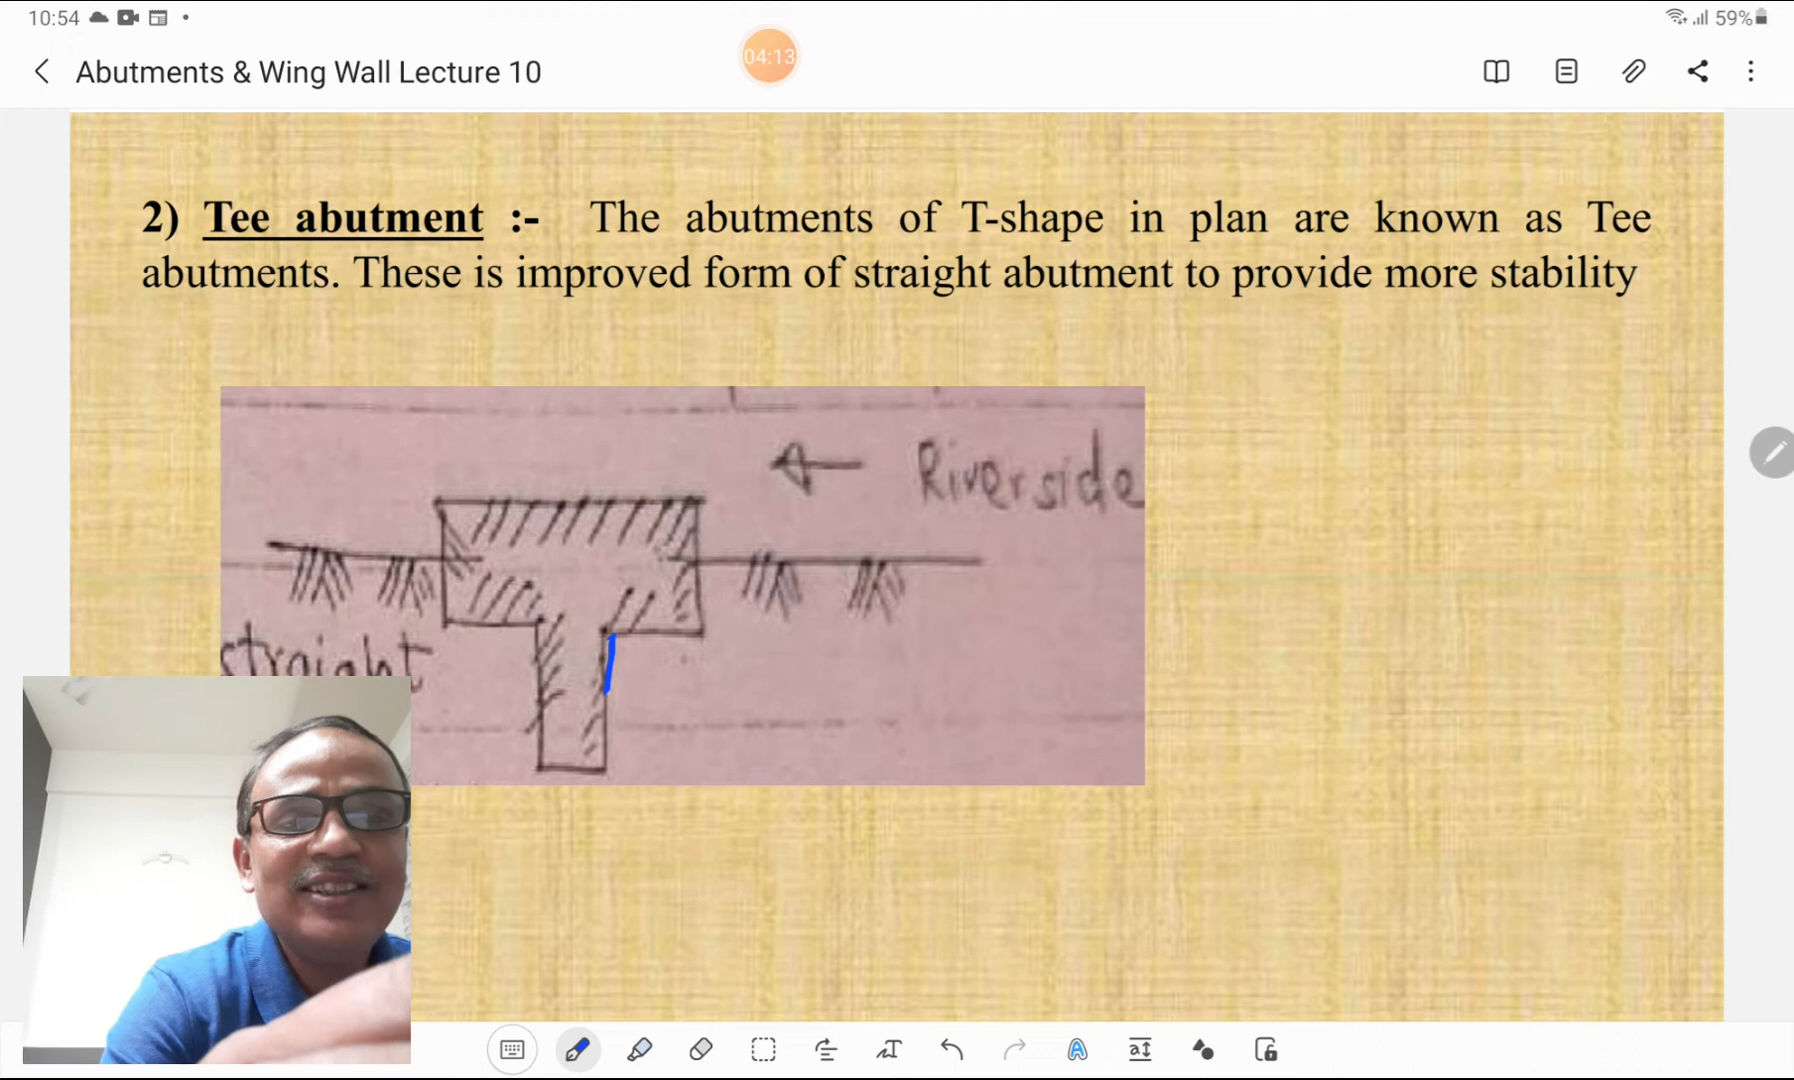 10:54
59%
Abutments & Wing Wall Lecture 10
04:13
2) Tee abutment :- The abutments of T-shape in plan are known as Tee
abutments. These is improved form of straight abutment to provide more stability
Riverside
straight